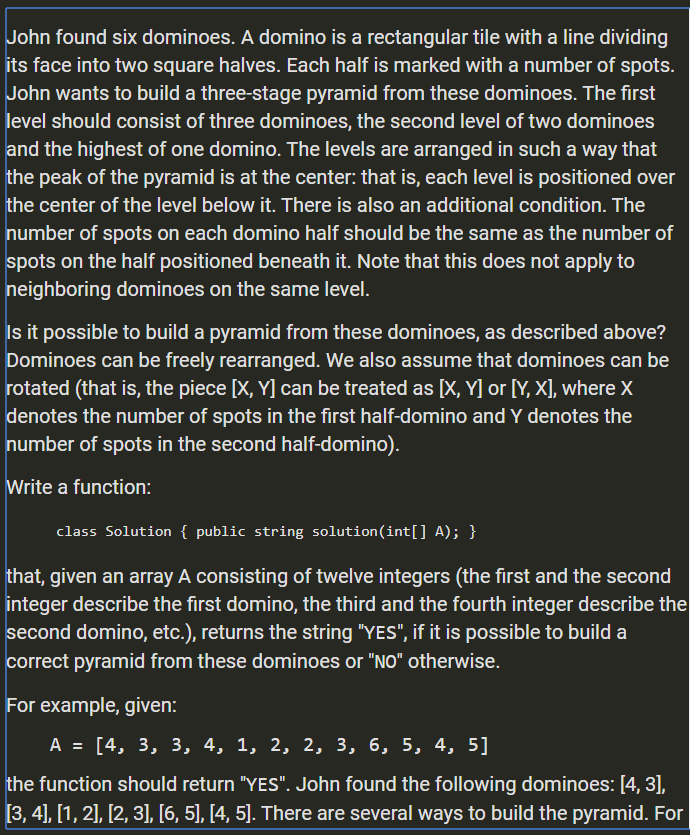 John found six dominoes. A domino is a rectangular tile with a line dividing
its face into two square halves. Each half is marked with a number of spots.
John wants to build a three-stage pyramid from these dominoes. The first
level should consist of three dominoes, the second level of two dominoes
and the highest of one domino. The levels are arranged in such a way that
the peak of the pyramid is at the center: that is, each level is positioned over
the center of the level below it. There is also an additional condition. The
number of spots on each domino half should be the same as the number of
spots on the half positioned beneath it. Note that this does not apply to
neighboring dominoes on the same level.
Is it possible to build a pyramid from these dominoes, as described above?
Dominoes can be freely rearranged. We also assume that dominoes can be
rotated (that is, the piece [X, Y] can be treated as [X, Y] or [Y, X], where X
denotes the number of spots in the first half-domino and Y denotes the
number of spots in the second half-domino).
Write a function:
class Solution { public string solution(int[] A); }
that, given an array A consisting of twelve integers (the first and the second
integer describe the first domino, the third and the fourth integer describe the
second domino, etc.), returns the string "YES", if it is possible to build a
correct pyramid from these dominoes or "NO" otherwise.
For example, given:
A = [4, 3, 3, 4, 1, 2, 2, 3, 6, 5, 4, 5]
the function should return "YES". John found the following dominoes: [4, 3],
[3, 4], [1, 2], [2, 3], [6, 5], [4, 5]. There are several ways to build the pyramid. For